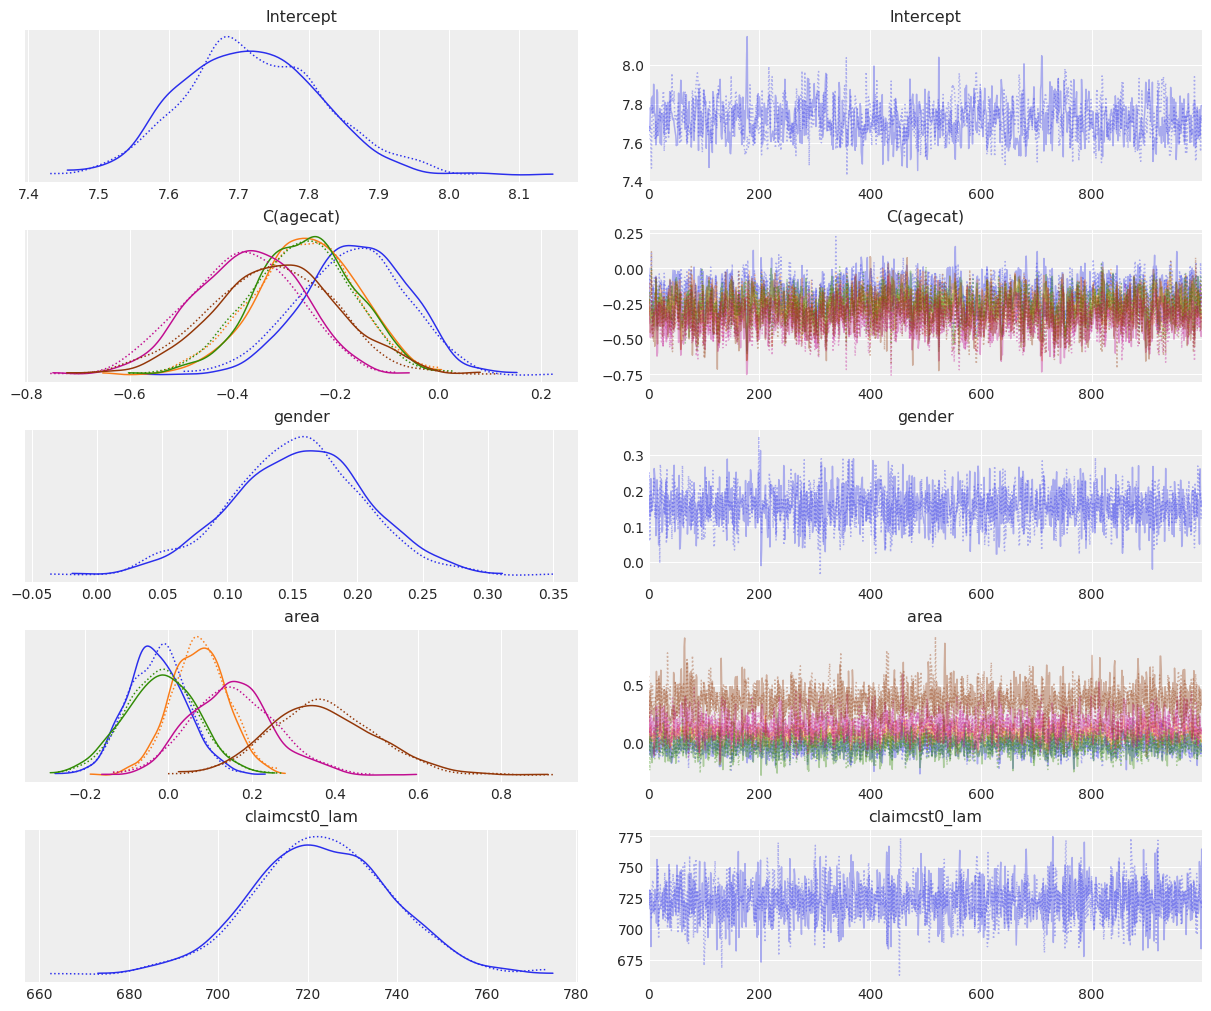 Intercept Intercept
8.0
7.8
7.6
7.4
7.4 7.5 7.6 7.7 7.8 7.9 8.0 8.1 0 200 400 600 800
C(agecat) C(agecat)
0.25
0.00
−0.25
−0.50
−0.75
−0.8 −0.6 −0.4 −0.2 0.0 0.2 0 200 400 600 800
gender gender
0.3
0.2
0.1
0.0
−0.05 0.00 0.05 0.10 0.15 0.20 0.25 0.30 0.35 0 200 400 600 800
area area
0.5
0.0
−0.2 0.0 0.2 0.4 0.6 0.8 0 200 400 600 800
claimcst0_lam claimcst0_lam
775
750
725
700
675
660 680 700 720 740 760 780 0 200 400 600 800